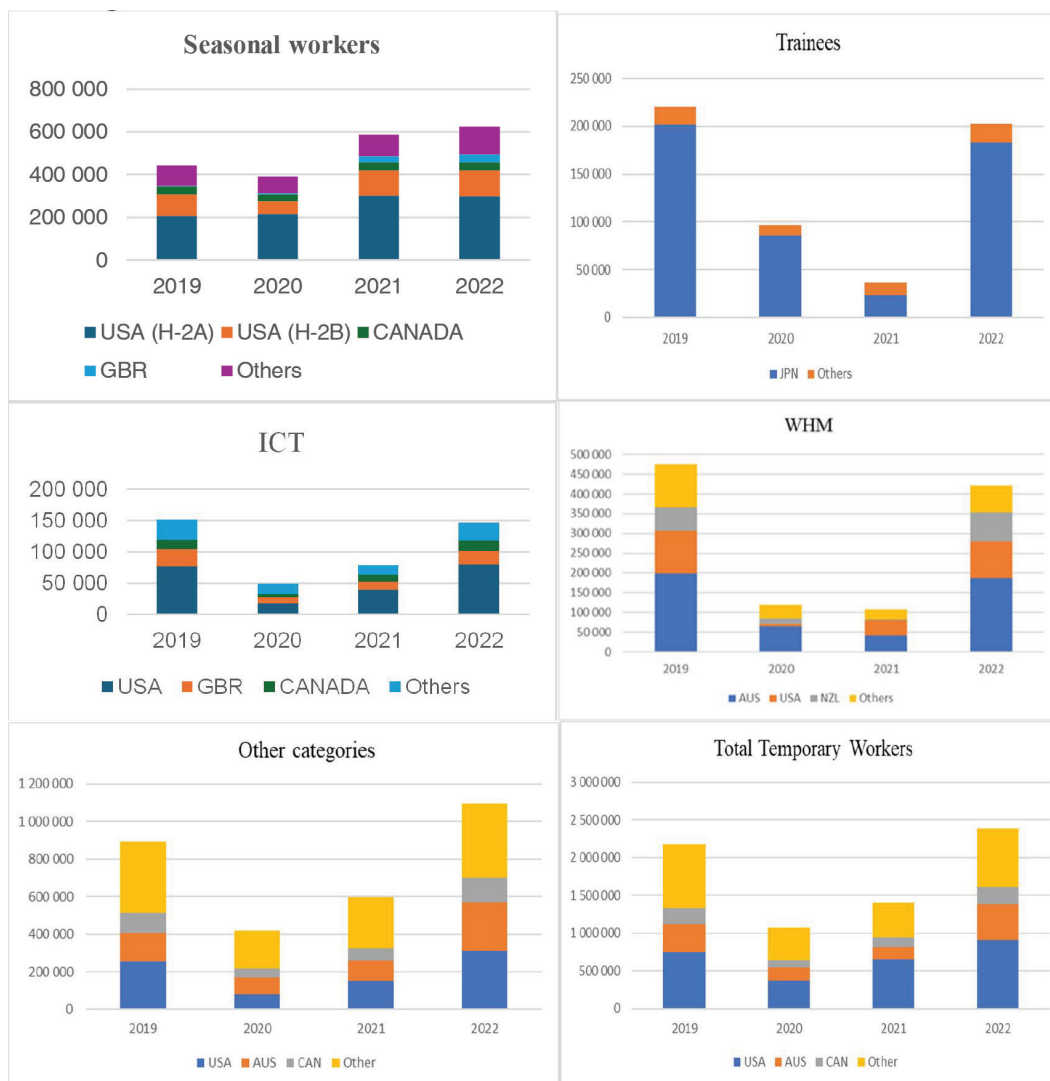 Seasonal workers
800 000
600 000
400 000
200 000
0
2019 2020 2021 2022
USA (H-2A) USA (H-2B) CANADA
GBR Others
Trainees
250 000
200 000
150 000
100 000
50 000
0
2019 2020 2021 2022
JPN Others
ICT
200 000
150 000
100 000
50 000
0
2019 2020 2021 2022
USA GBR CANADA Others
WHM
500 000
450 000
400 000
350 000
300 000
250 000
200 000
150 000
100 000
50 000
0
2019 2020 2021 2022
AUS USA NZL Others
Other categories
1 200 000
1 000 000
800 000
600 000
400 000
200 000
0
2019 2020 2021 2022
USA AUS CAN Other
Total Temporary Workers
3 000 000
2 500 000
2 000 000
1 500 000
1 000 000
500 000
0
2019 2020 2021 2022
USA AUS CAN Other